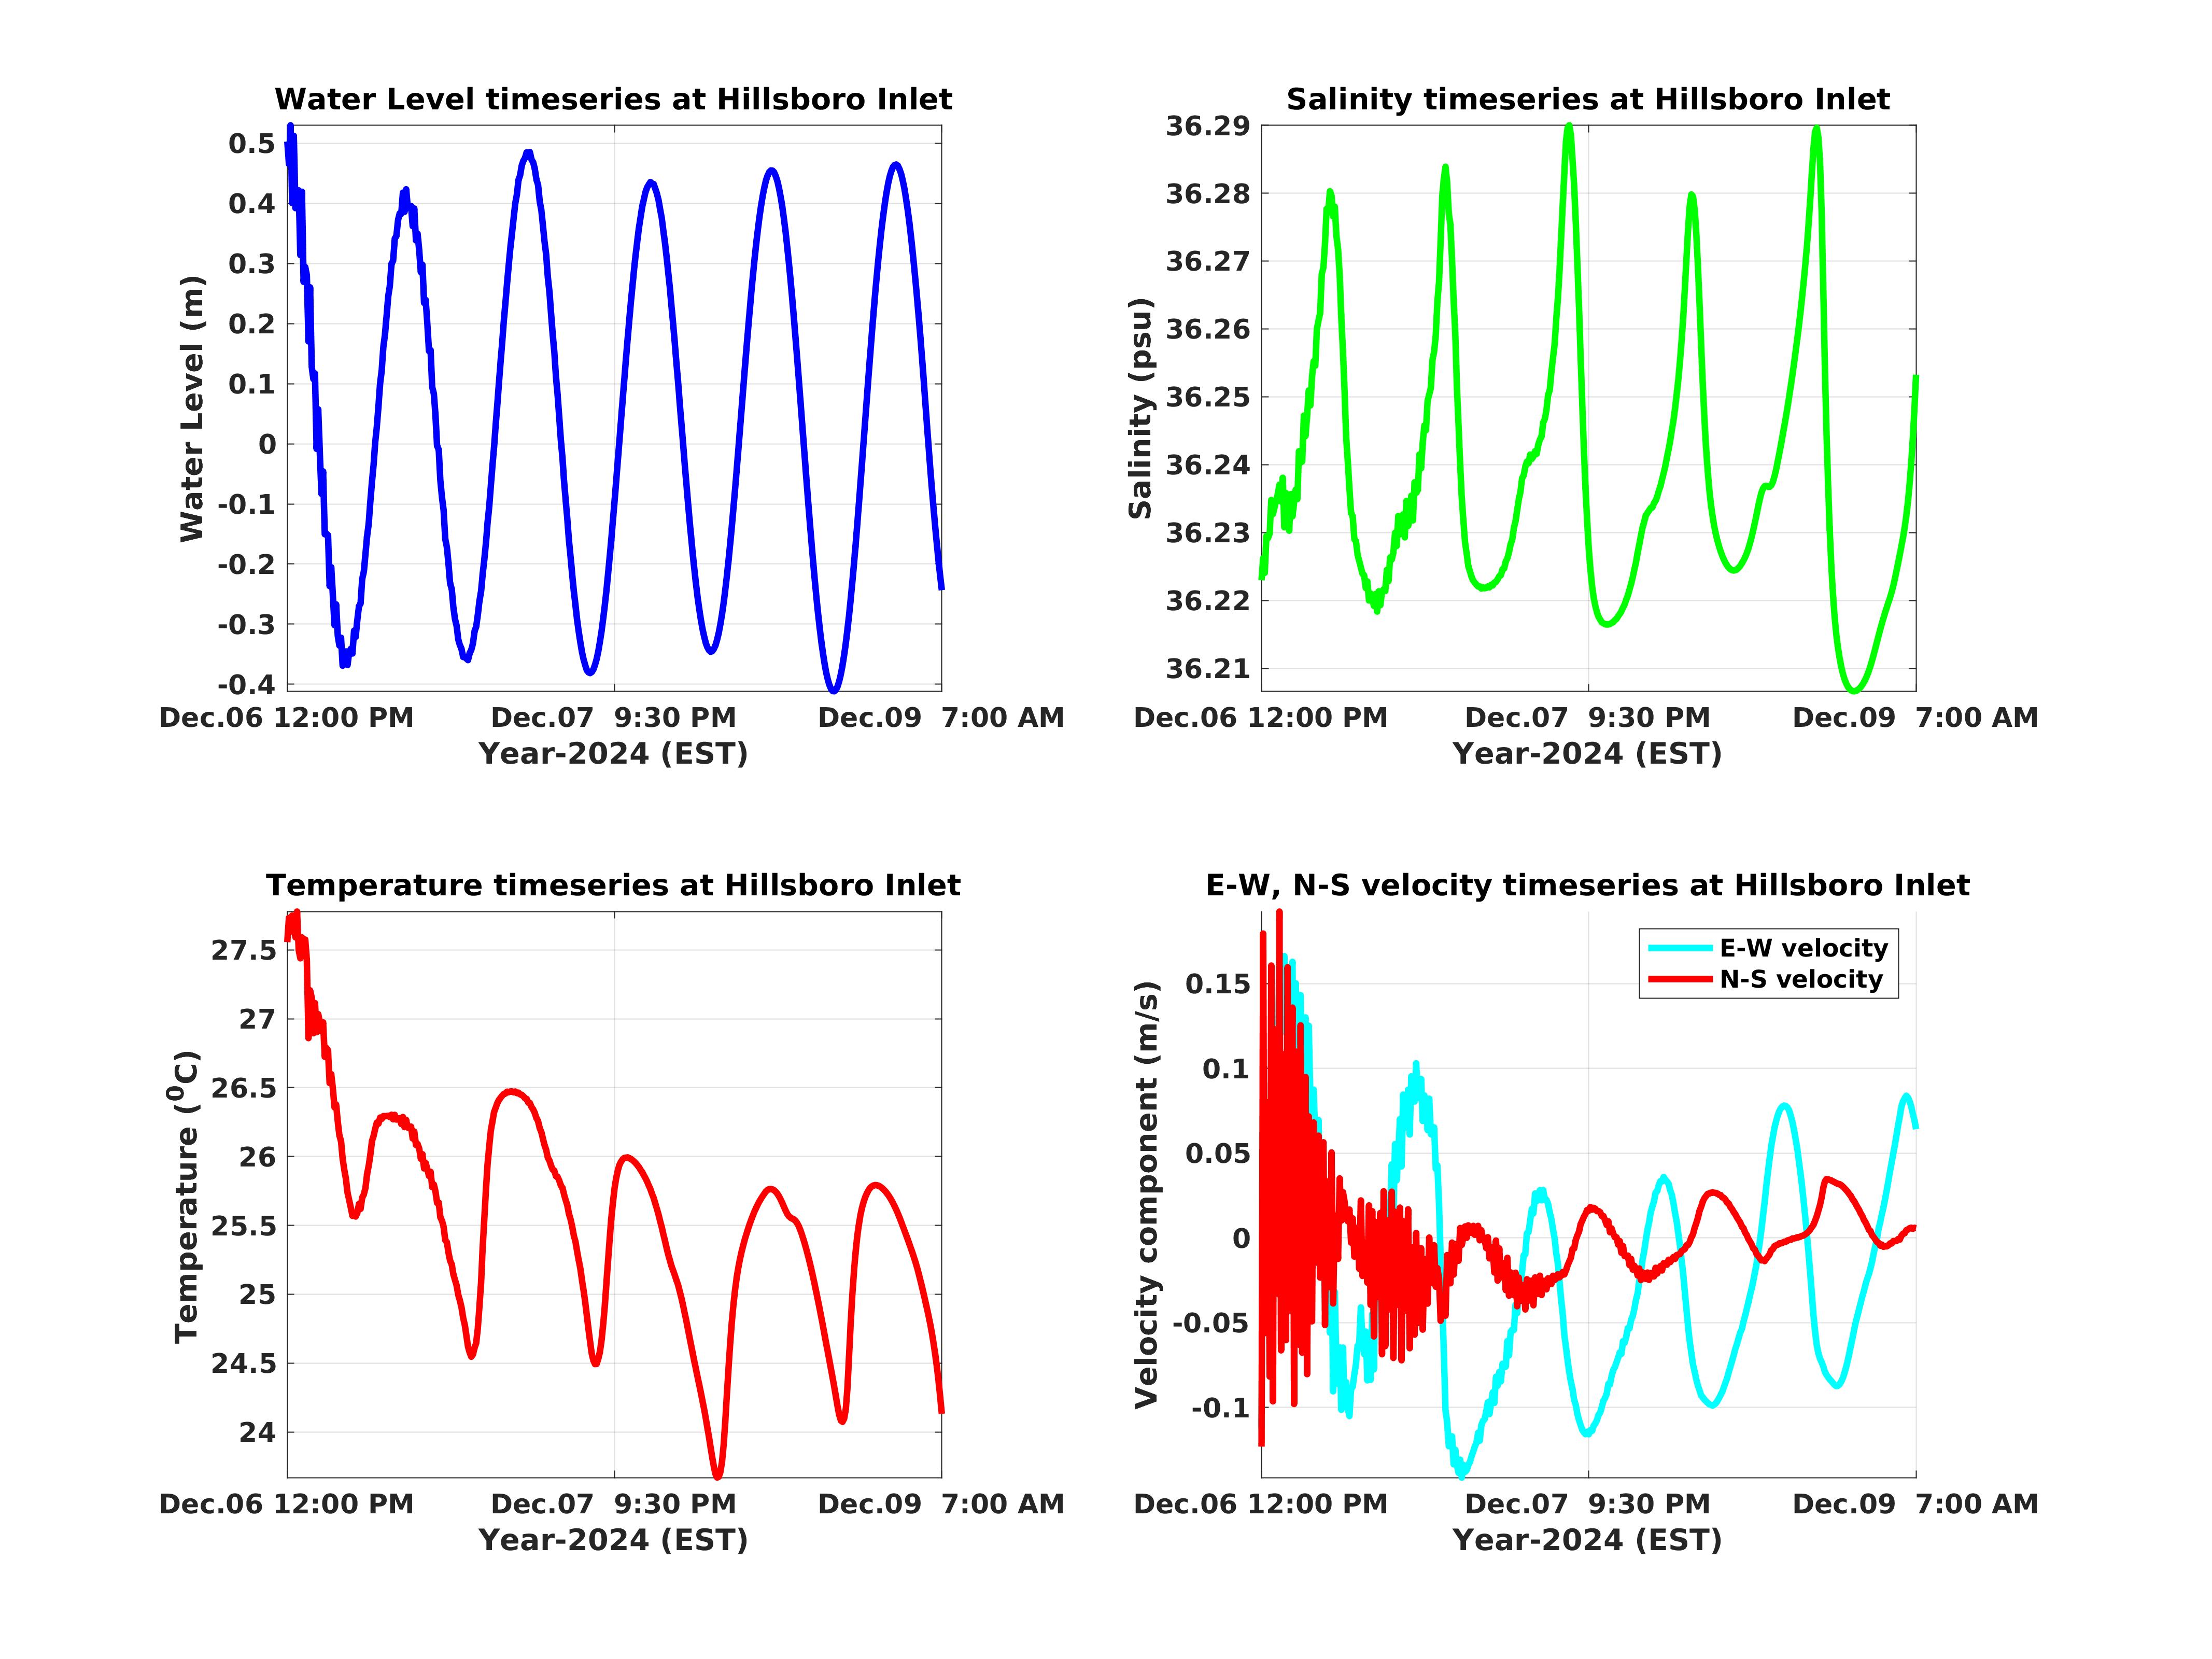 Water Level timeseries at Hillsboro Inlet
Water Level (m)
0.5
0.4
0.3
0.2
0.1
0
-0.1
-0.2
-0.3
-0.4
Dec.06 12:00 PM
Dec.07 9:30 PM
Dec.09 7:00 AM
Year-2024 (EST)
Salinity timeseries at Hillsboro Inlet
Salinity (psu)
36.29
36.28
36.27
36.26
36.25
36.24
36.23
36.22
36.21
Dec.06 12:00 PM
Dec.07 9:30 PM
Dec.09 7:00 AM
Year-2024 (EST)
Temperature timeseries at Hillsboro Inlet
Temperature (⁰C)
27.5
27
26.5
26
25.5
25
24.5
24
Dec.06 12:00 PM
Dec.07 9:30 PM
Dec.09 7:00 AM
Year-2024 (EST)
E-W, N-S velocity timeseries at Hillsboro Inlet
Velocity component (m/s)
0.15
0.1
0.05
0
-0.05
-0.1
E-W velocity
N-S velocity
Dec.06 12:00 PM
Dec.07 9:30 PM
Dec.09 7:00 AM
Year-2024 (EST)